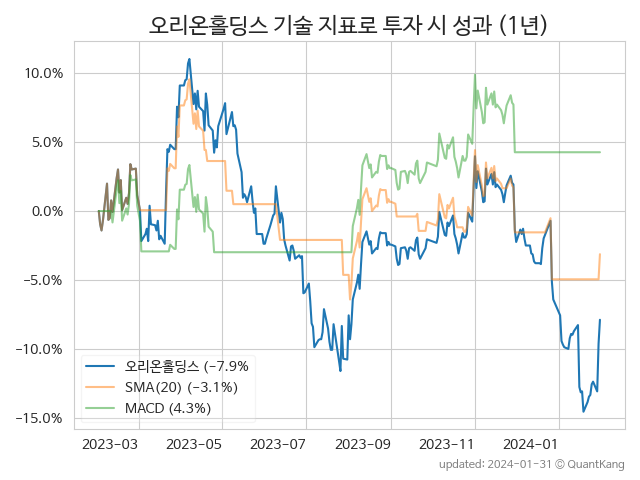 오리온홀딩스 기술 지표로 투자 시 성과 (1년)
10.0%
5.0%
0.0%
−5.0%
−10.0%
−15.0%
오리온홀딩스 (−7.9%
SMA(20) (−3.1%)
MACD (4.3%)
2023-03 2023-05 2023-07 2023-09 2023-11 2024-01
updated: 2024-01-31 © QuantKang